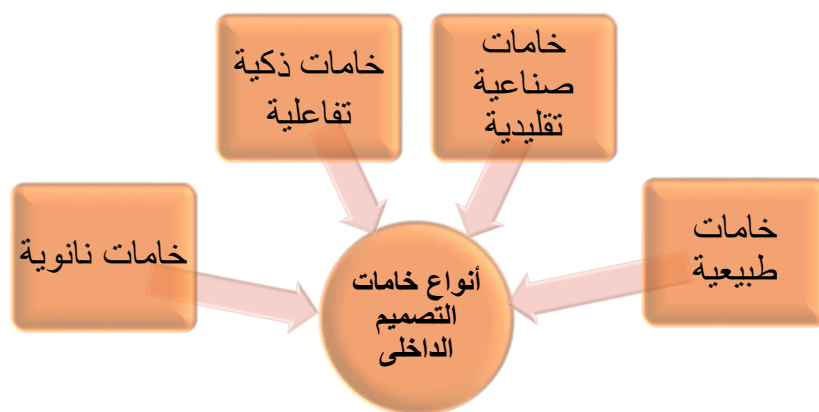 خامات
طبيعية
خامات
صناعية
تقليدية
خامات ذكية
تفاعلية
خامات نانوية
أنواع خامات
التصميم
الداخلى